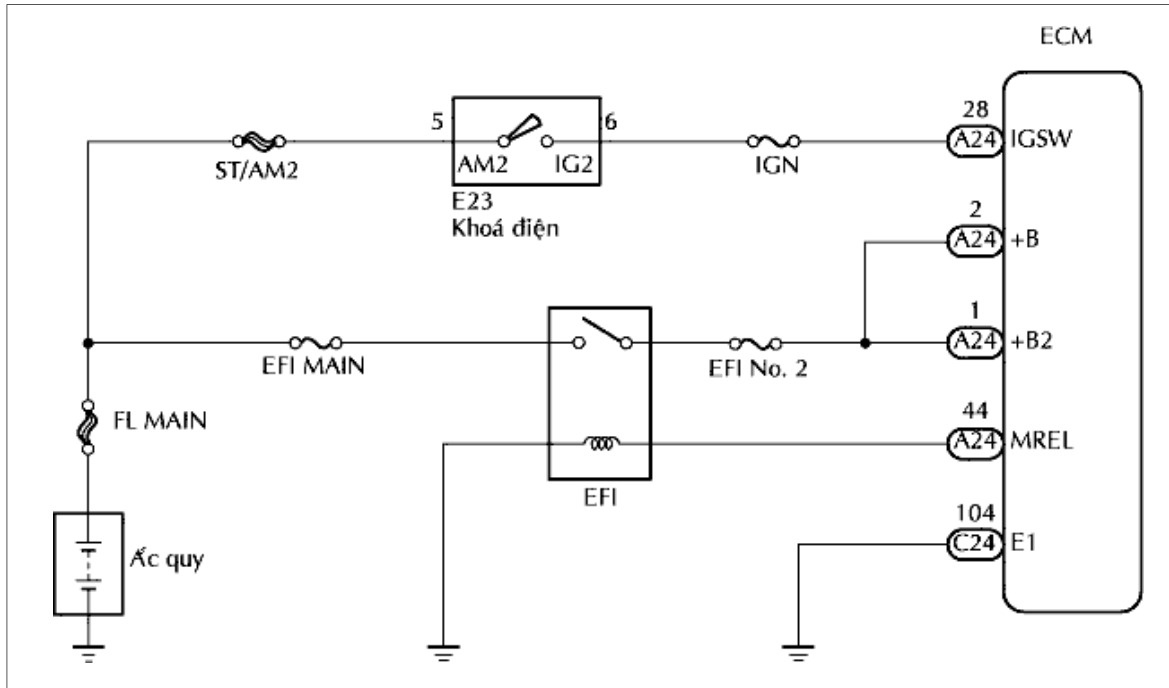 ECM
5
6
28
ST/AM2
AM2
IG2
IGN
A24
IGSW
E23
Khoá điện
2
A24
+B
1
EFI MAIN
EFI No. 2
A24
+B2
FL MAIN
44
A24
MREL
EFI
104
C24
E1
Ắc quy